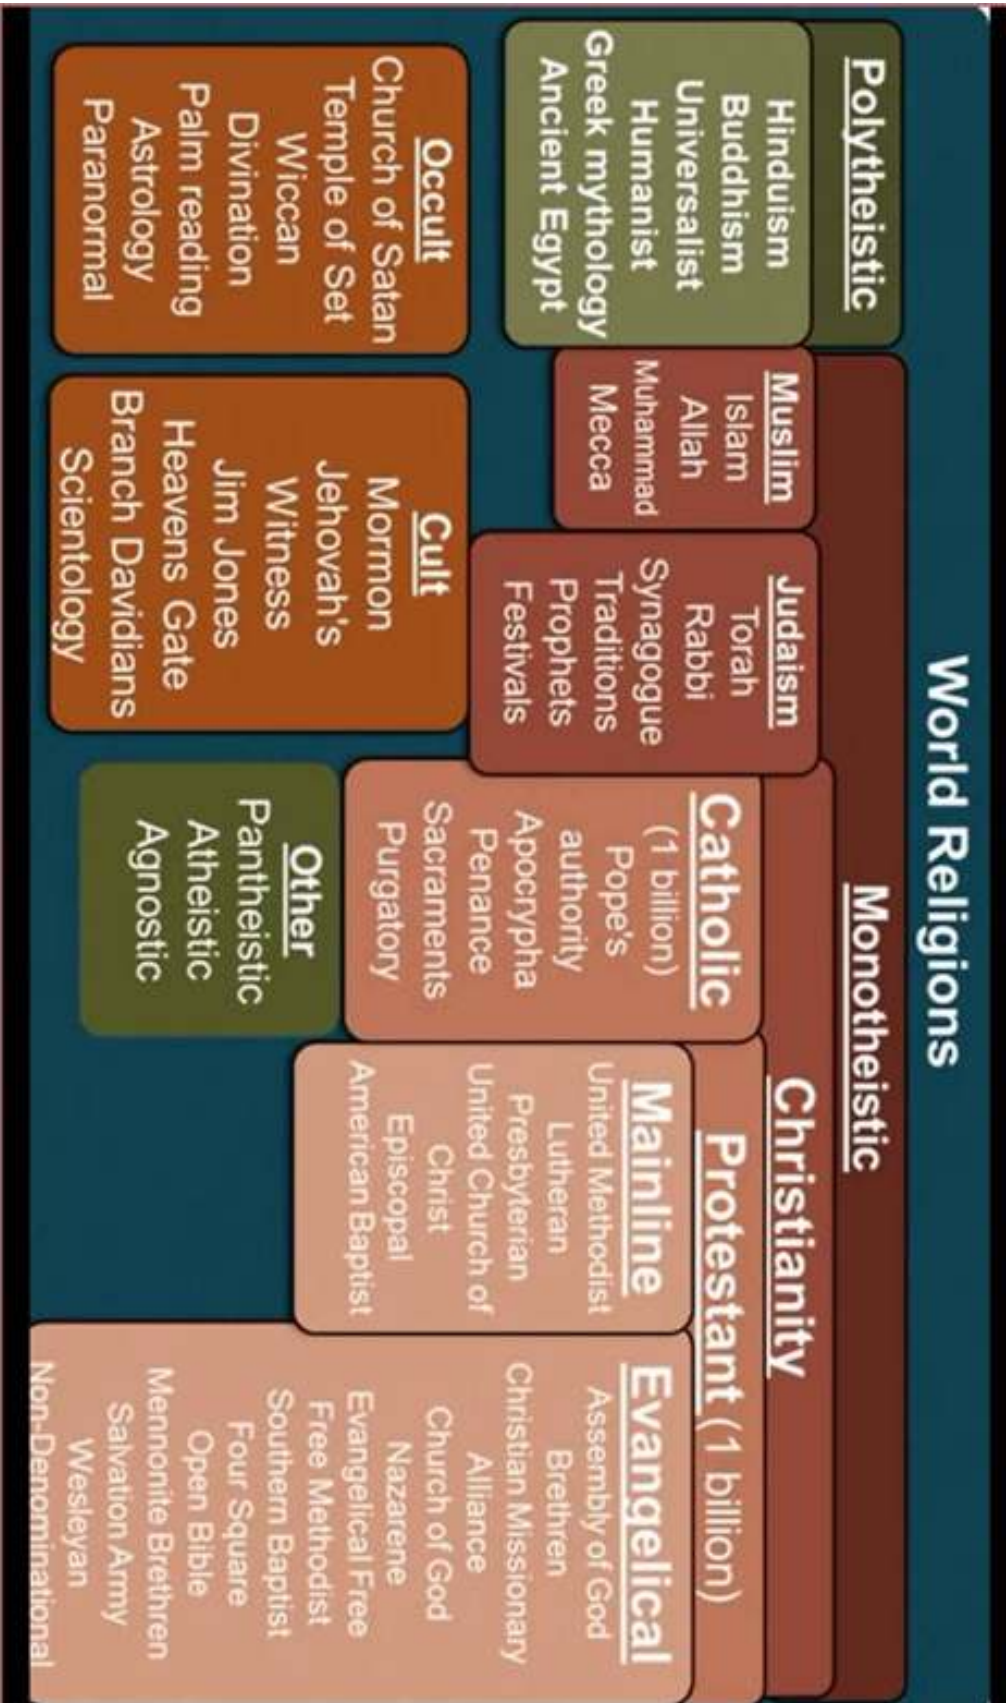 World Religions
Polytheistic
Hinduism
Buddhism
Universalist
Humanist
Greek mythology
Ancient Egypt
Monotheistic
Muslim
Islam
Allah
Muhammad
Mecca
Judaism
Torah
Rabbi
Synagogue
Traditions
Prophets
Festivals
Christianity
Catholic
(1 billion)
Pope's
authority
Apocrypha
Penance
Sacraments
Purgatory
Protestant (1 billion)
Mainline
United Methodist
Lutheran
Presbyterian
United Church of
Christ
Episcopal
American Baptist
Evangelical
Assembly of God
Brethren
Christian Missionary
Alliance
Church of God
Nazarene
Evangelical Free
Free Methodist
Southern Baptist
Four Square
Open Bible
Mennonite Brethren
Salvation Army
Wesleyan
Non-Denominational
Occult
Church of Satan
Temple of Set
Wiccan
Divination
Palm reading
Astrology
Paranormal
Cult
Mormon
Jehovah's
Witness
Jim Jones
Heavens Gate
Branch Davidians
Scientology
Other
Pantheistic
Atheistic
Agnostic